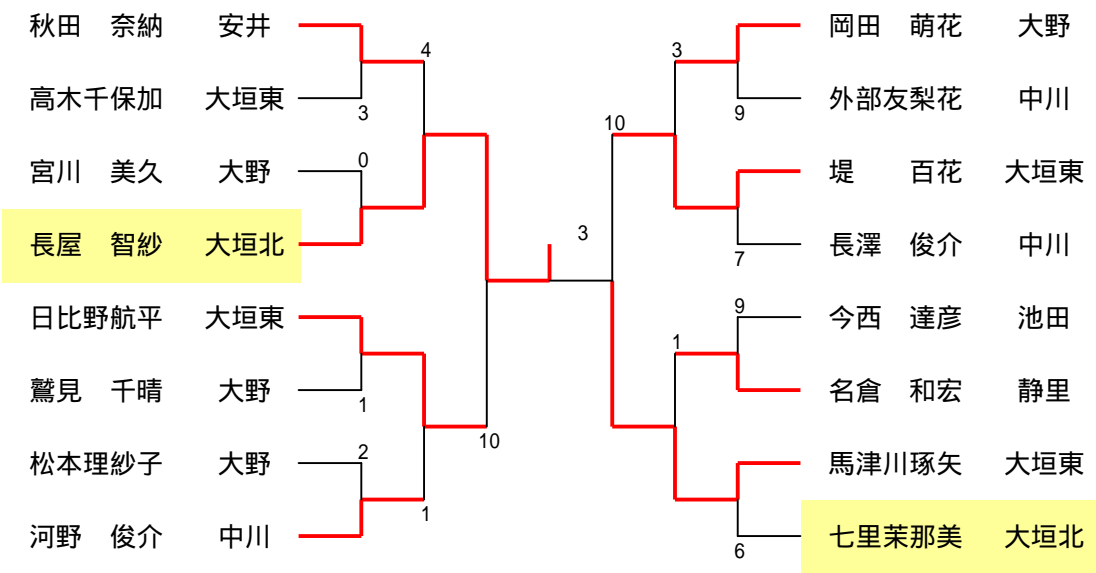 秋田　奈納　安井
4
3
岡田　萌花　大野
高木千保加　大垣東
3
10
9
外部友梨花　中川
宮川　美久　大野
0
堤　百花　大垣東
長屋　智紗　大垣北
3
7
長澤　俊介　中川
日比野航平　大垣東
9
今西　達彦　池田
1
鷲見　千晴　大野
1
名倉　和宏　静里
松本理紗子　大野
2
10
馬津川琢矢　大垣東
河野　俊介　中川
1
6
七里茉那美　大垣北